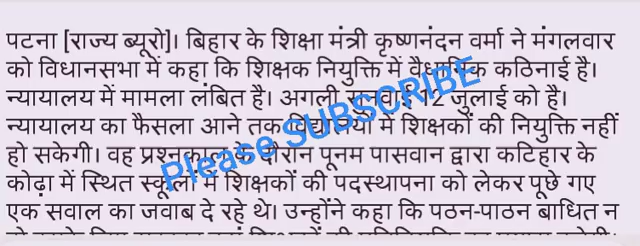 पटना [राज्य ब्यूरो]। बिहार के शिक्षा मंत्री कृष्णनंदन वर्मा ने मंगलवार
को विधानसभा में कहा कि शिक्षक नियुक्ति में वैधानिक कठिनाई है।
न्यायालय में मामला लंबित है। अगली सुनवाई 12 जुलाई को है।
न्यायालय का फैसला आने तक विद्यालयों में शिक्षकों की नियुक्ति नहीं
हो सकेगी। वह प्रश्नकाल के दौरान पूनम पासवान द्वारा कटिहार के
कोढ़ा में स्थित स्कूलों में शिक्षकों की पदस्थापना को लेकर पूछे गए
एक सवाल का जवाब दे रहे थे। उन्होंने कहा कि पठन-पाठन बाधित न
Please SUBSCRIBE